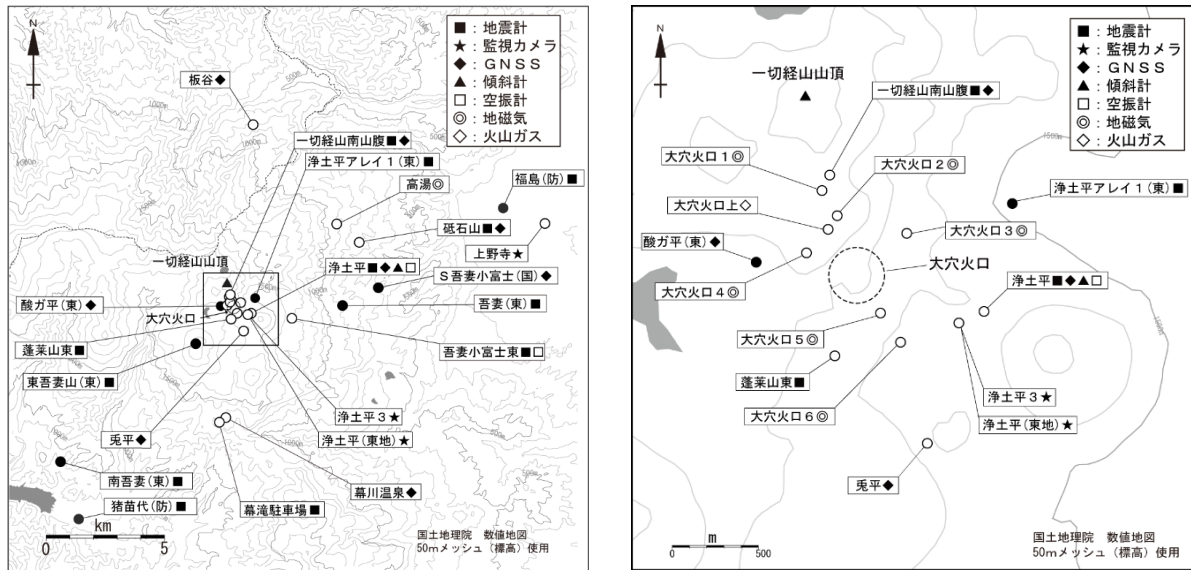 N
■：地震計
★：監視カメラ
◆：ＧＮＳＳ
▲：傾斜計
□：空振計
◎：地磁気
◇：火山ガス
板谷◆
一切経山南山腹■◆
浄土平アレイ１(東)■
高湯◎
福島(防)■
砥石山■◆
上野寺★
一切経山山頂
浄土平■◆▲□
Ｓ吾妻小富士(国)◆
酸ガ平(東)◆
大穴火口
吾妻(東)■
蓬莱山東■
吾妻小富士東■□
東吾妻山(東)■
浄土平３★
兎平◆
浄土平(東地)★
幕川温泉◆
南吾妻(東)■
幕滝駐車場■
猪苗代(防)■
km
0 5
国土地理院　数値地図
50mメッシュ（標高）使用
N
■：地震計
★：監視カメラ
◆：ＧＮＳＳ
▲：傾斜計
□：空振計
◎：地磁気
◇：火山ガス
一切経山山頂
一切経山南山腹■◆
1500m
大穴火口１◎
大穴火口２◎
浄土平アレイ１(東)■
大穴火口上◇
大穴火口３◎
酸ガ平(東)◆
大穴火口
大穴火口４◎
浄土平■◆▲□
大穴火口５◎
蓬莱山東■
浄土平３★
大穴火口６◎
浄土平(東地)★
兎平◆
m
0 500
国土地理院　数値地図
50mメッシュ（標高）使用